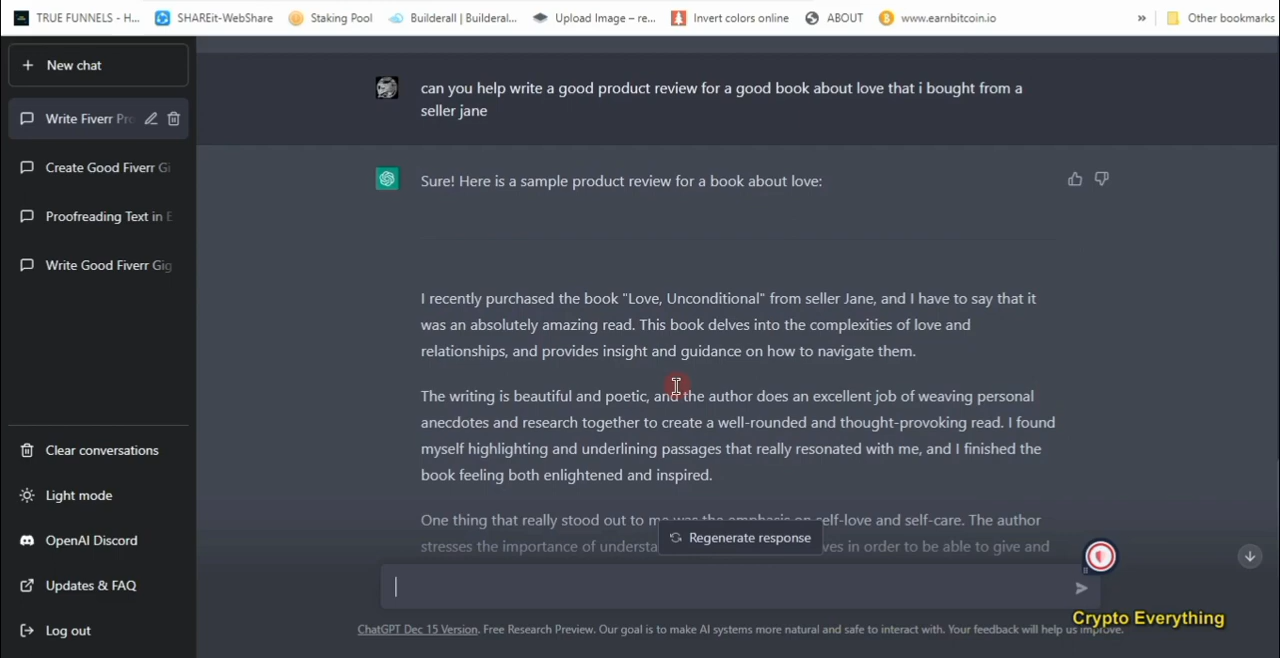 TRUE FUNNELS - H... SHAREit-WebShare Staking Pool Builderall | Builderal... Upload Image – re... Invert colors online ABOUT www.earnbitcoin.io » Other bookmarks
New chat
Write Fiverr Pro
Create Good Fiverr Gi
Proofreading Text in E
Write Good Fiverr Gig
Clear conversations
Light mode
OpenAI Discord
Updates & FAQ
Log out
can you help write a good product review for a good book about love that i bought from a
seller jane
Sure! Here is a sample product review for a book about love:
I recently purchased the book "Love, Unconditional" from seller Jane, and I have to say that it
was an absolutely amazing read. This book delves into the complexities of love and
relationships, and provides insight and guidance on how to navigate them.
The writing is beautiful and poetic, and the author does an excellent job of weaving personal
anecdotes and research together to create a well-rounded and thought-provoking read. I found
myself highlighting and underlining passages that really resonated with me, and I finished the
book feeling both enlightened and inspired.
One thing that really stood out to me was the emphasis on self-love and self-care. The author
stresses the importance of understa ves in order to be able to give and
Regenerate response
Crypto Everything
ChatGPT Dec 15 Version. Free Research Preview. Our goal is to make AI systems more natural and safe to interact with. Your feedback will help us improve.